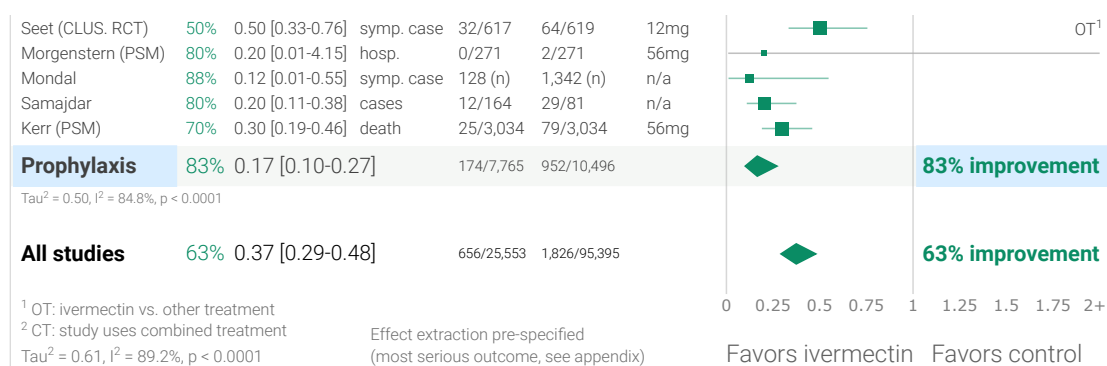 Seet (CLUS. RCT) 50% 0.50 [0.33-0.76] symp. case 32/617 64/619 12mg OT¹
Morgenstern (PSM) 80% 0.20 [0.01-4.15] hosp. 0/271 2/271 56mg
Mondal 88% 0.12 [0.01-0.55] symp. case 128 (n) 1,342 (n) n/a
Samajdar 80% 0.20 [0.11-0.38] cases 12/164 29/81 n/a
Kerr (PSM) 70% 0.30 [0.19-0.46] death 25/3,034 79/3,034 56mg
Prophylaxis 83% 0.17 [0.10-0.27] 174/7,765 952/10,496 83% improvement
Tau² = 0.50, I² = 84.8%, p < 0.0001
All studies 63% 0.37 [0.29-0.48] 656/25,553 1,826/95,395 63% improvement
0 0.25 0.5 0.75 1 1.25 1.5 1.75 2+
¹ OT: ivermectin vs. other treatment
² CT: study uses combined treatment
Tau² = 0.61, I² = 89.2%, p < 0.0001
Effect extraction pre-specified
(most serious outcome, see appendix)
Favors ivermectin Favors control